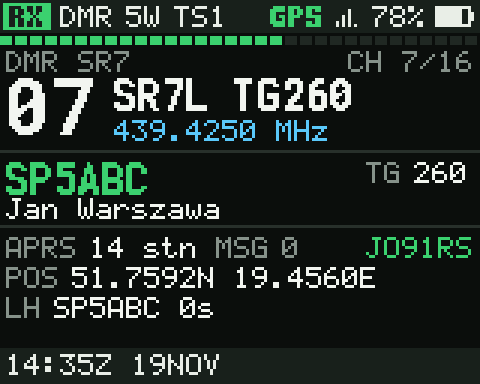 RX DMR 5W TS1 GPS 78%
DMR SR7 CH 7/16
07 SR7L TG260
439.4250 MHz
SP5ABC TG 260
Jan Warszawa
APRS 14 stn MSG 0 JO91RS
POS 51.7592N 19.4560E
LH SP5ABC 0s
14:35Z 19NOV